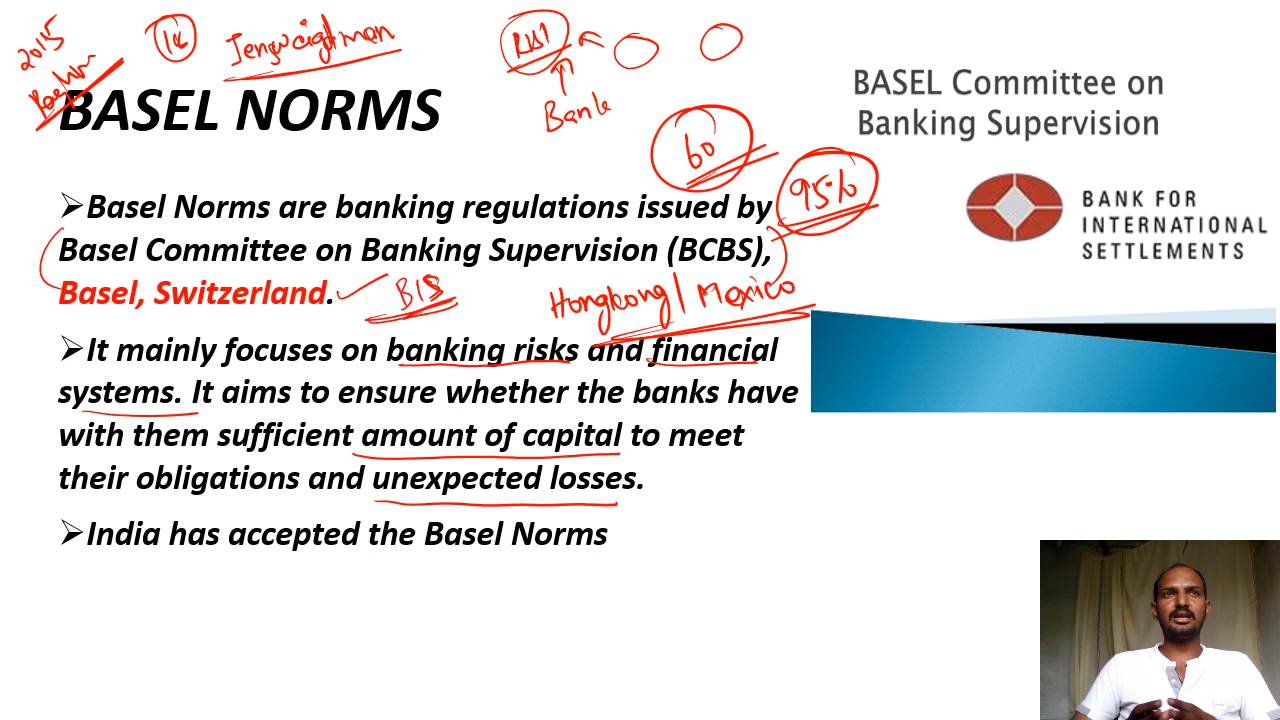 2015
BASEL NORMS
Bank
60
95%
BASEL Committee on
Banking Supervision
BANK FOR
INTERNATIONAL
SETTLEMENTS
➤Basel Norms are banking regulations issued by
Basel Committee on Banking Supervision (BCBS),
Basel, Switzerland.
BIS
Hongkong / Mexico
➤It mainly focuses on banking risks and financial
systems. It aims to ensure whether the banks have
with them sufficient amount of capital to meet
their obligations and unexpected losses.
➤India has accepted the Basel Norms